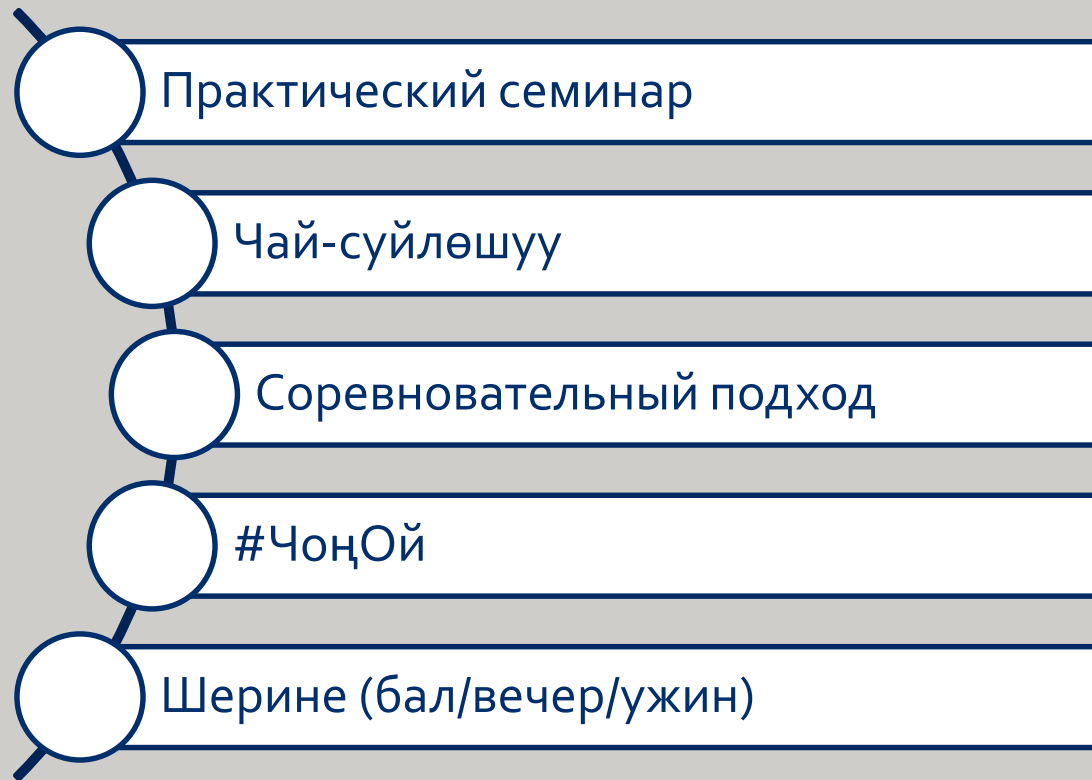 Практический семинар
Чай-суйлөшуу
Соревновательный подход
#ЧоңОй
Шерине (бал/вечер/ужин)